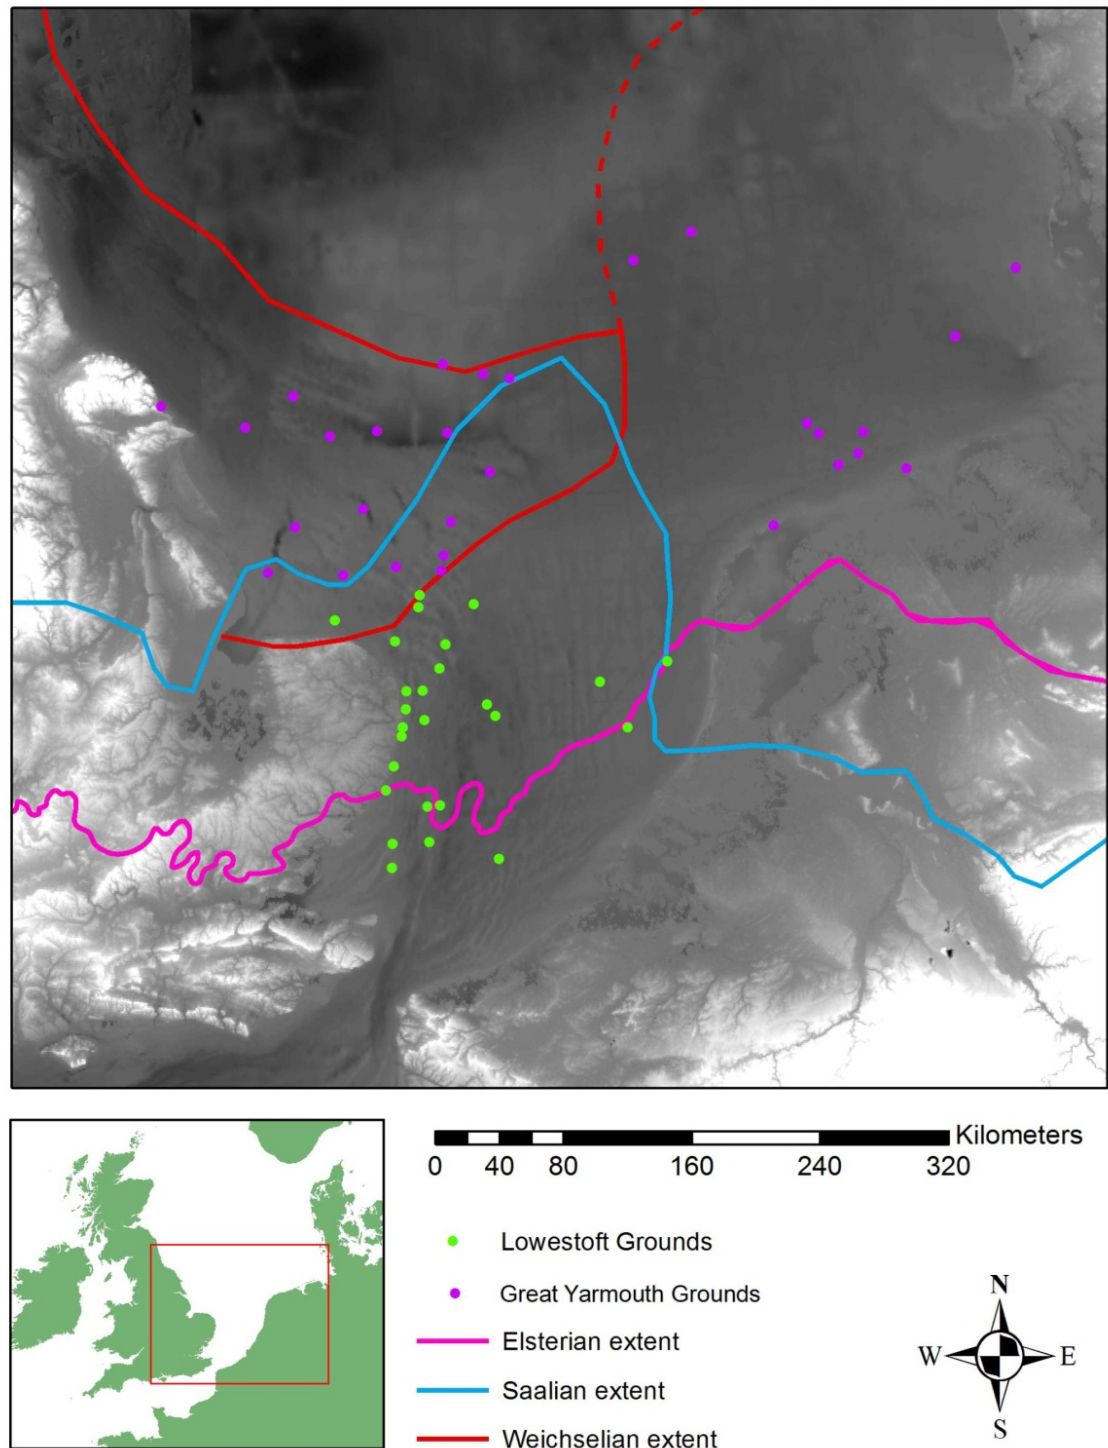 Kilometers
0 40 80 160 240 320
Lowestoft Grounds
Great Yarmouth Grounds
Elsterian extent
Saalian extent
Weichselian extent
N
W E
S